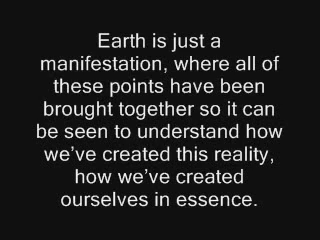 Earth is just a
manifestation, where all of
these points have been
brought together so it can
be seen to understand how
we've created this reality,
how we've created
ourselves in essence.